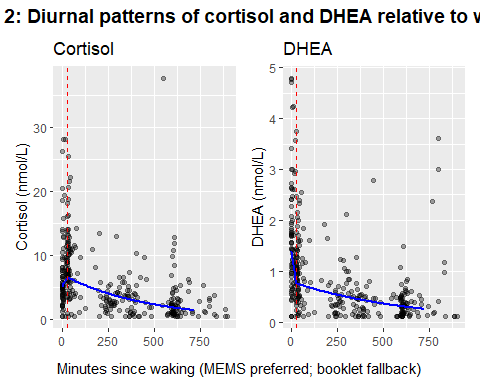 2: Diurnal patterns of cortisol and DHEA relative to
Cortisol DHEA
Cortisol (nmol/L)
30
20
10
0
0 250 500 750
DHEA (nmol/L)
5
4
3
2
1
0
0 250 500 750
Minutes since waking (MEMS preferred; booklet fallback)